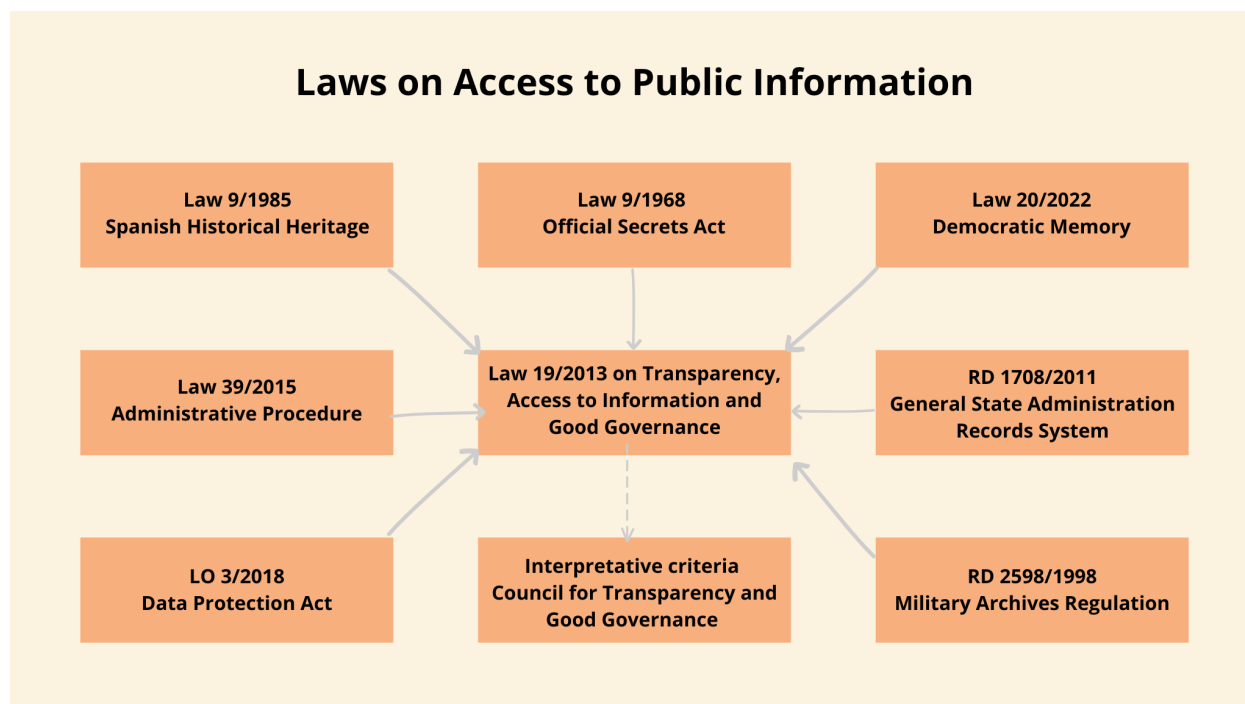 Laws on Access to Public Information
Law 9/1985
Spanish Historical Heritage
Law 9/1968
Official Secrets Act
Law 20/2022
Democratic Memory
Law 39/2015
Administrative Procedure
Law 19/2013 on Transparency,
Access to Information and
Good Governance
RD 1708/2011
General State Administration
Records System
LO 3/2018
Data Protection Act
Interpretative criteria
Council for Transparency and
Good Governance
RD 2598/1998
Military Archives Regulation